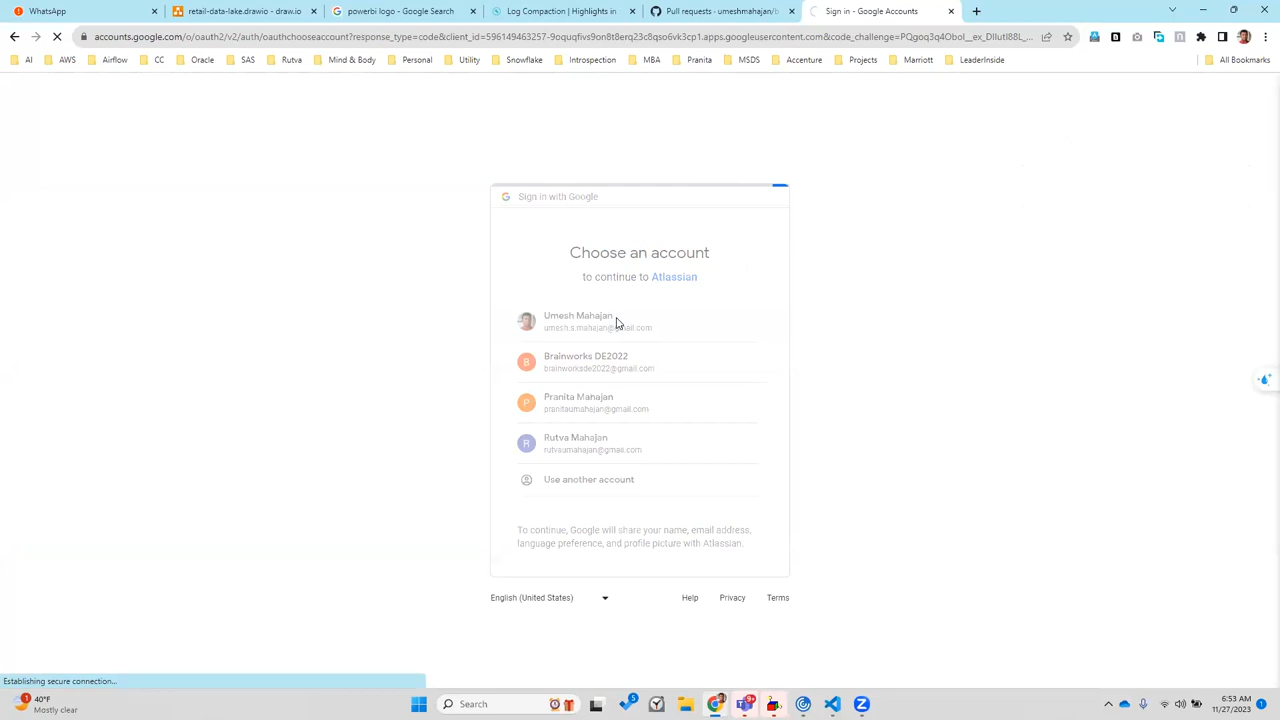 WhatsApp
retail-data-lake.drawio - draw.io
powerbi logo - Google Search
Log Compaction | Highlights in
Pull requests - umeshmahajan/b
Sign in - Google Accounts
accounts.google.com/o/oauth2/v2/auth/oauthchooseaccount?response_type=code&client_id=596149463257-9oquqfivs9on8t8erq23c8qso6vk3cp1.apps.googleusercontent.com&code_challenge=PQgoq3q4Obol__ex_DIlutI88L_...
AI
AWS
Airflow
CC
Oracle
SAS
Rutva
Mind & Body
Personal
Utility
Snowflake
Introspection
MBA
Pranita
MSDS
Accenture
Projects
Marriott
LeaderInside
All Bookmarks
Sign in with Google
Choose an account
to continue to Atlassian
Umesh Mahajan
umesh.s.mahajan@gmail.com
B
Brainworks DE2022
brainworksde2022@gmail.com
P
Pranita Mahajan
pranitaumahajan@gmail.com
R
Rutva Mahajan
rutvaumahajan@gmail.com
Use another account
To continue, Google will share your name, email address,
language preference, and profile picture with Atlassian.
English (United States)
Help
Privacy
Terms
Establishing secure connection...
1
40°F
Mostly clear
Search
5
9+
6:53 AM
11/27/2023
1